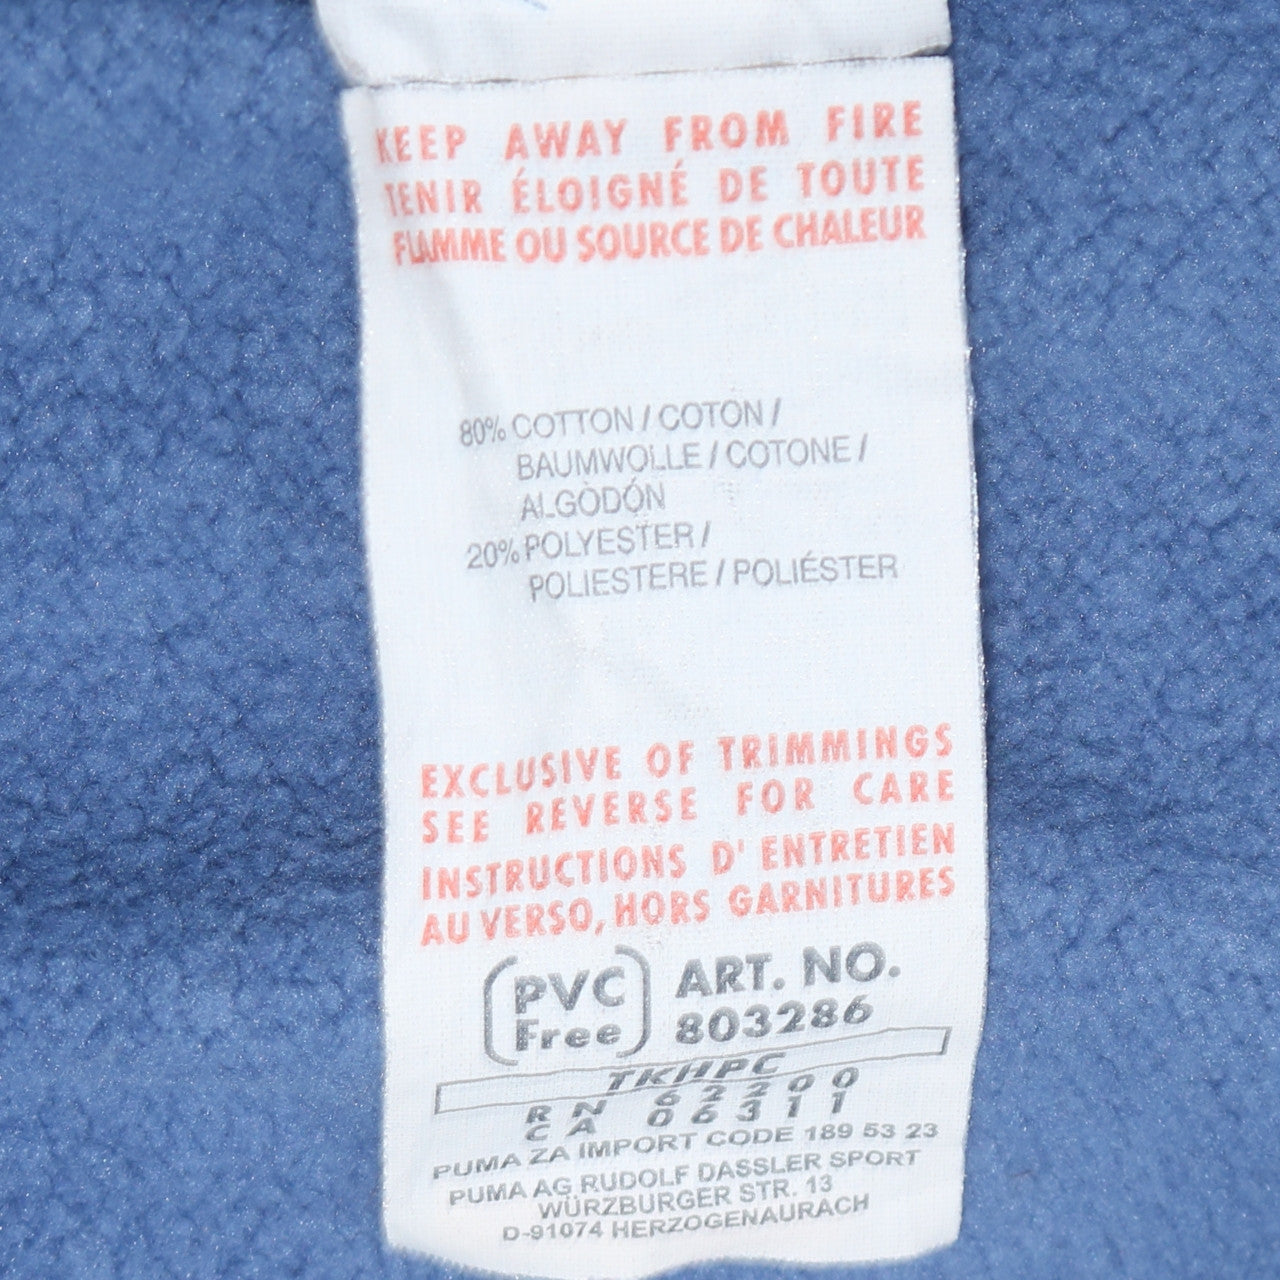 KEEP AWAY FROM FIRE
TENIR ÉLOIGNÉ DE TOUTE
FLAMME OU SOURCE DE CHALEUR
80% COTTON / COTON /
BAUMWOLLE / COTONE /
ALGÒDÓN
20% POLYESTER /
POLIESTERE / POLIÉSTER
EXCLUSIVE OF TRIMMINGS
SEE REVERSE FOR CARE
INSTRUCTIONS D' ENTRETIEN
AU VERSO, HORS GARNITURES
(PVC Free) ART. NO.
803286
TKHPC
RN 62200
CA 06311
PUMA ZA IMPORT CODE 189 53 23
PUMA AG RUDOLF DASSLER SPORT
WÜRZBURGER STR. 13
D-91074 HERZOGENAURACH